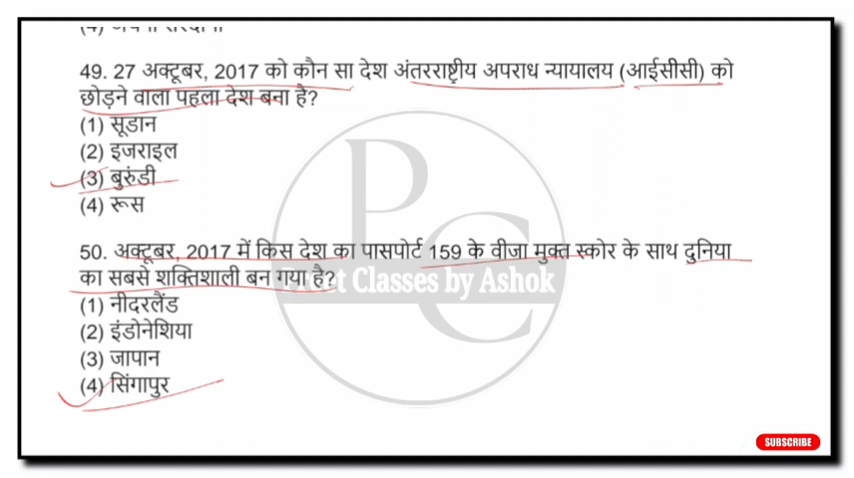 49. 27 अक्टूबर, 2017 को कौन सा देश अंतरराष्ट्रीय अपराध न्यायालय (आईसीसी) को
छोड़ने वाला पहला देश बना है?
(1) सूडान
(2) इजराइल
(3) बुरुंडी
(4) रूस
50. अक्टूबर, 2017 में किस देश का पासपोर्ट 159 के वीजा मुक्त स्कोर के साथ दुनिया
का सबसे शक्तिशाली बन गया है?
(1) नीदरलैंड
(2) इंडोनेशिया
(3) जापान
(4) सिंगापुर
PC
Classes by Ashok
SUBSCRIBE